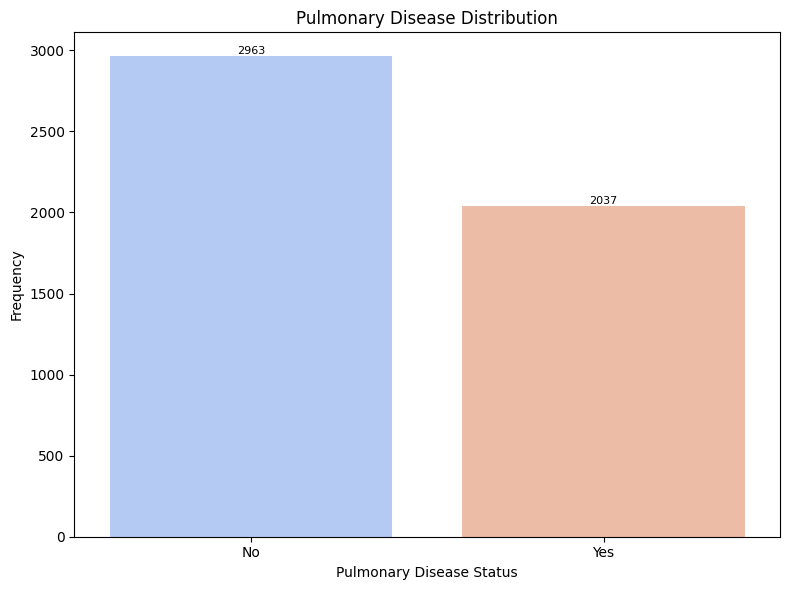 Pulmonary Disease Distribution
3000
2500
2000
1500
1000
500
0
Frequency
2963
2037
No
Yes
Pulmonary Disease Status